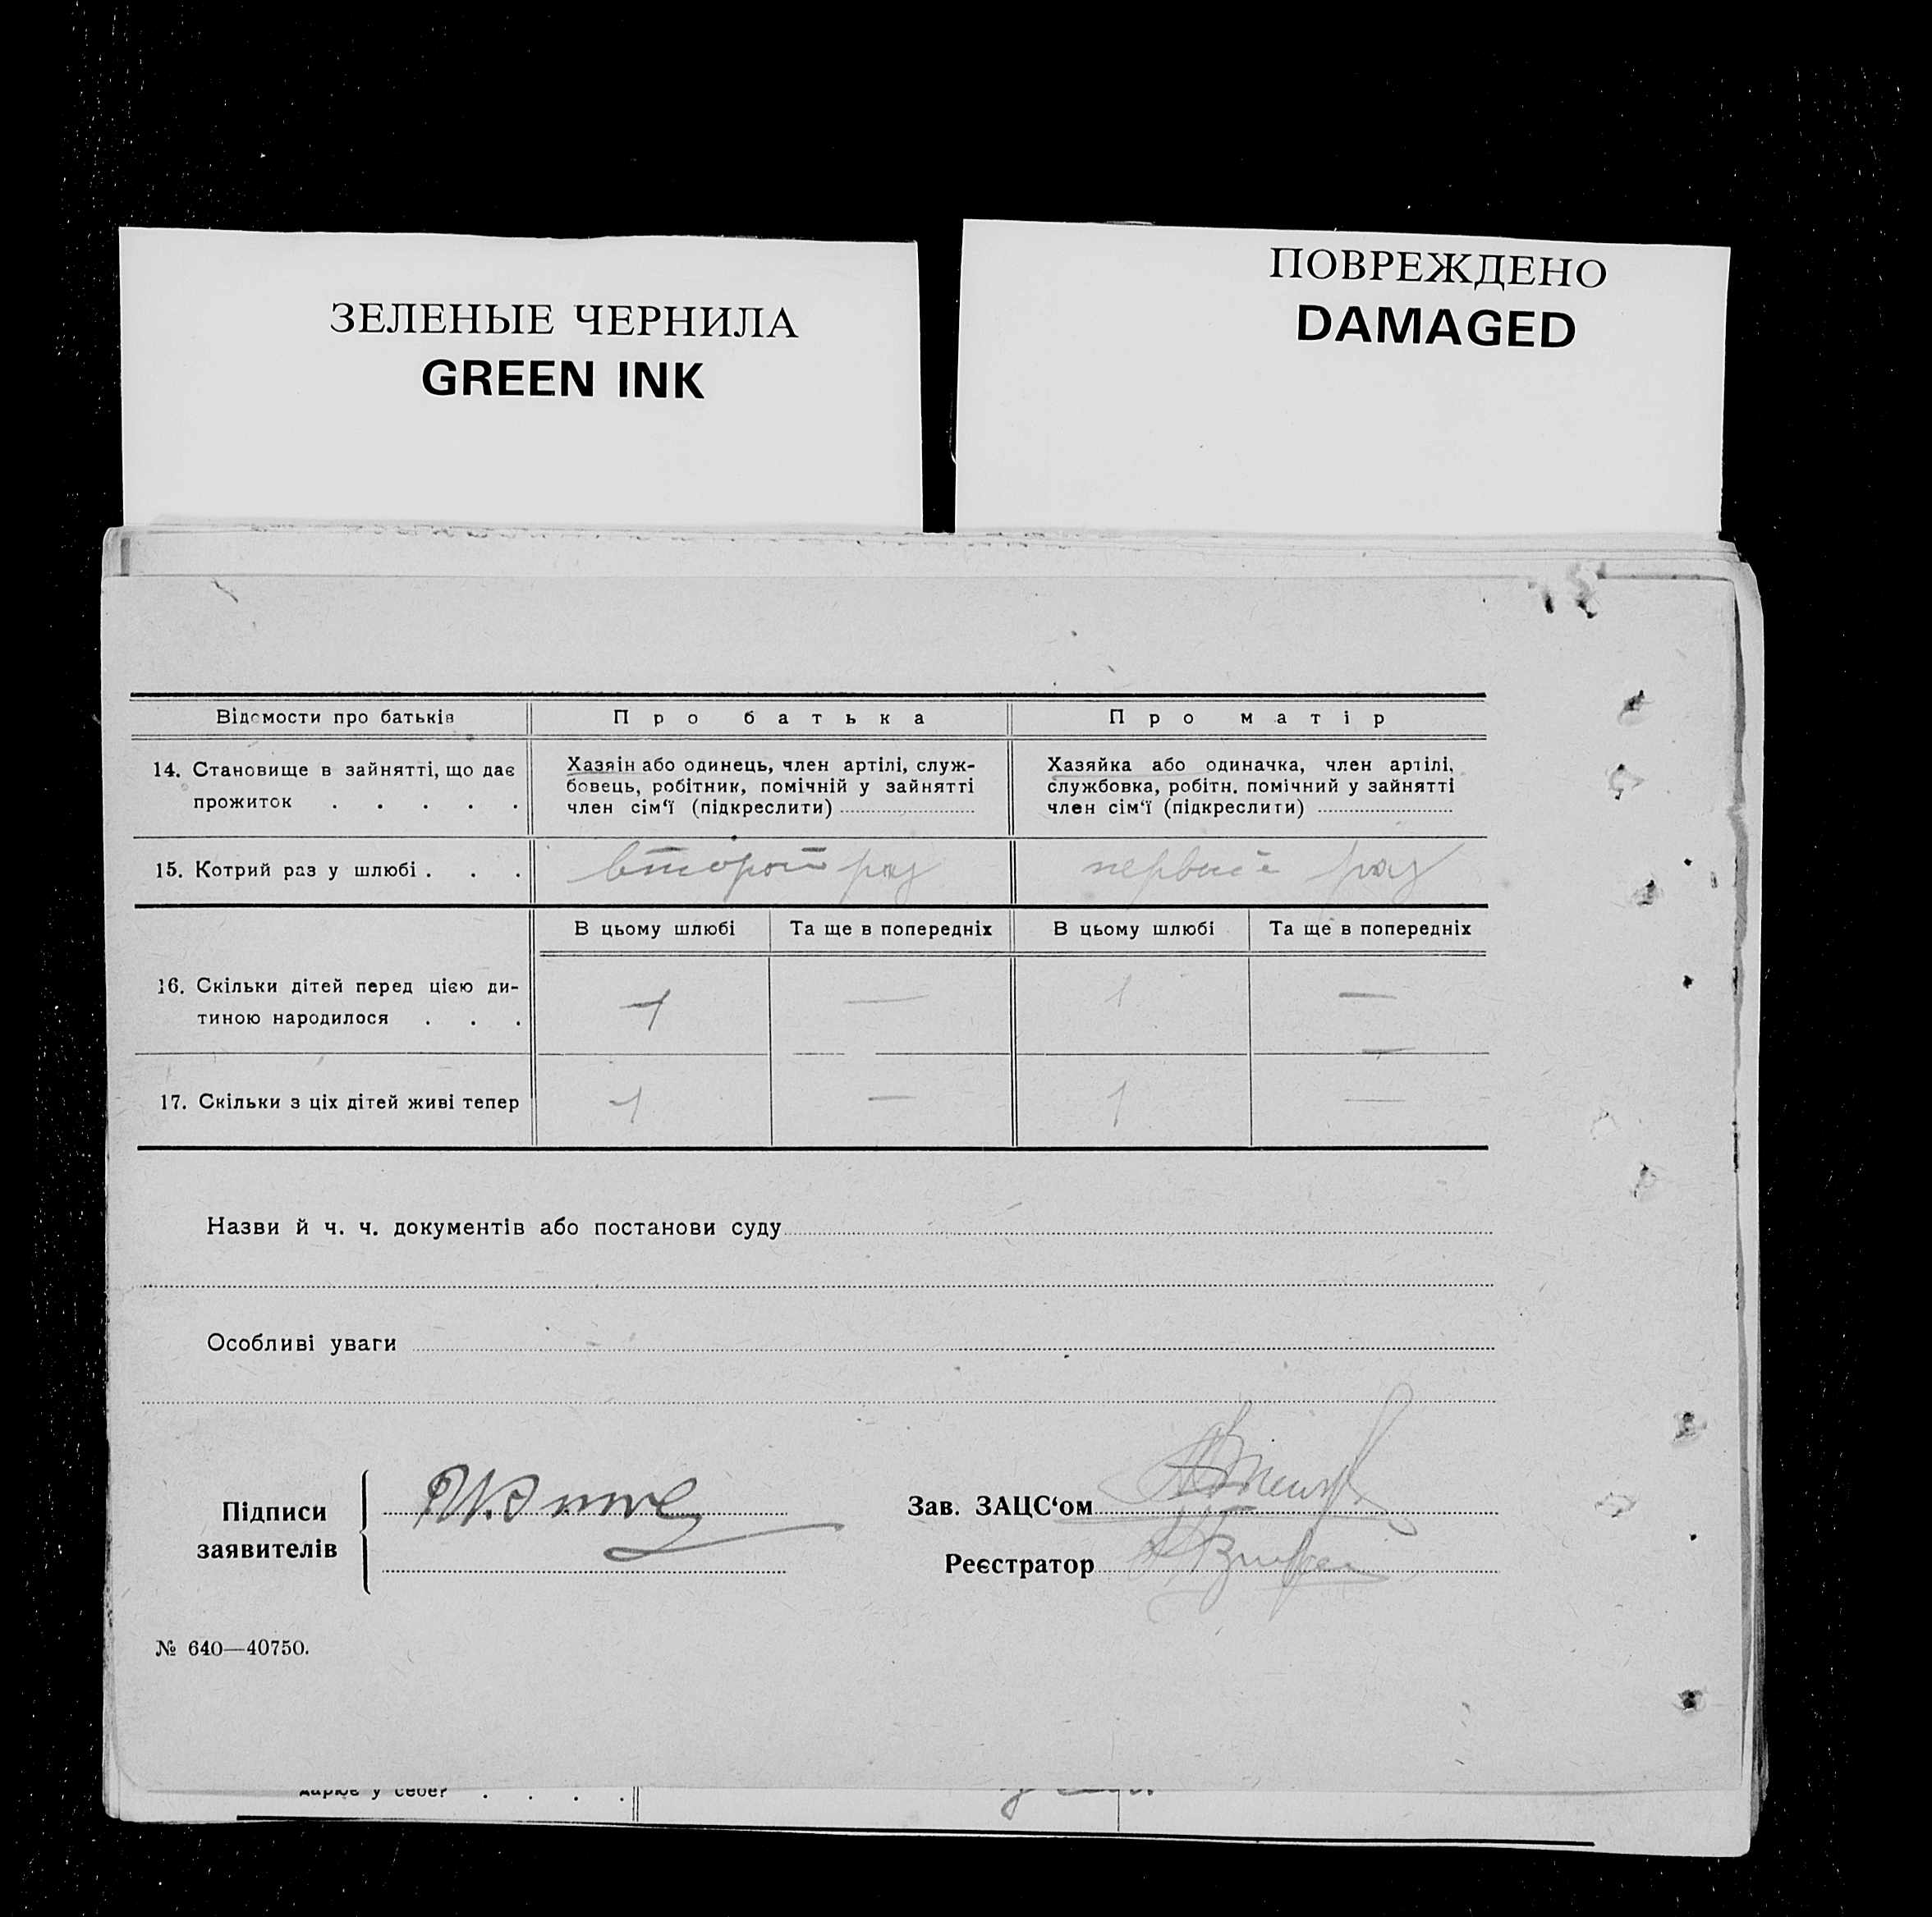 ЗЕЛЕНЫЕ ЧЕРНИЛА
GREEN INK
ПОВРЕЖДЕНО
DAMAGED
Відомости про батьків
Про батька
Про матір
14. Становище в зайнятті, що дає
прожиток . . . . .
Хазяін або одинець, член артілі, служ-
бовець, робітник, помічній у зайнятті
член сім‘ї (підкреслити)
Хазяйка або одиначка, член артілі,
службовка, робітн. помічний у зайнятті
член сім‘ї (підкреслити)
15. Котрий раз у шлюбі . . .
второй раз
первый раз
В цьому шлюбі
Та ще в попередніх
В цьому шлюбі
Та ще в попередніх
16. Скільки дітей перед цією ди-
тиною народилося . . .
1
—
1
—
17. Скільки з ціх дітей живі тепер
1
—
1
—
Назви й ч. ч. документів або постанови суду
Особливі уваги
Підписи
заявителів
Зав. ЗАЦС‘ом
Реєстратор
№ 640—40750.
у себе? . . . .